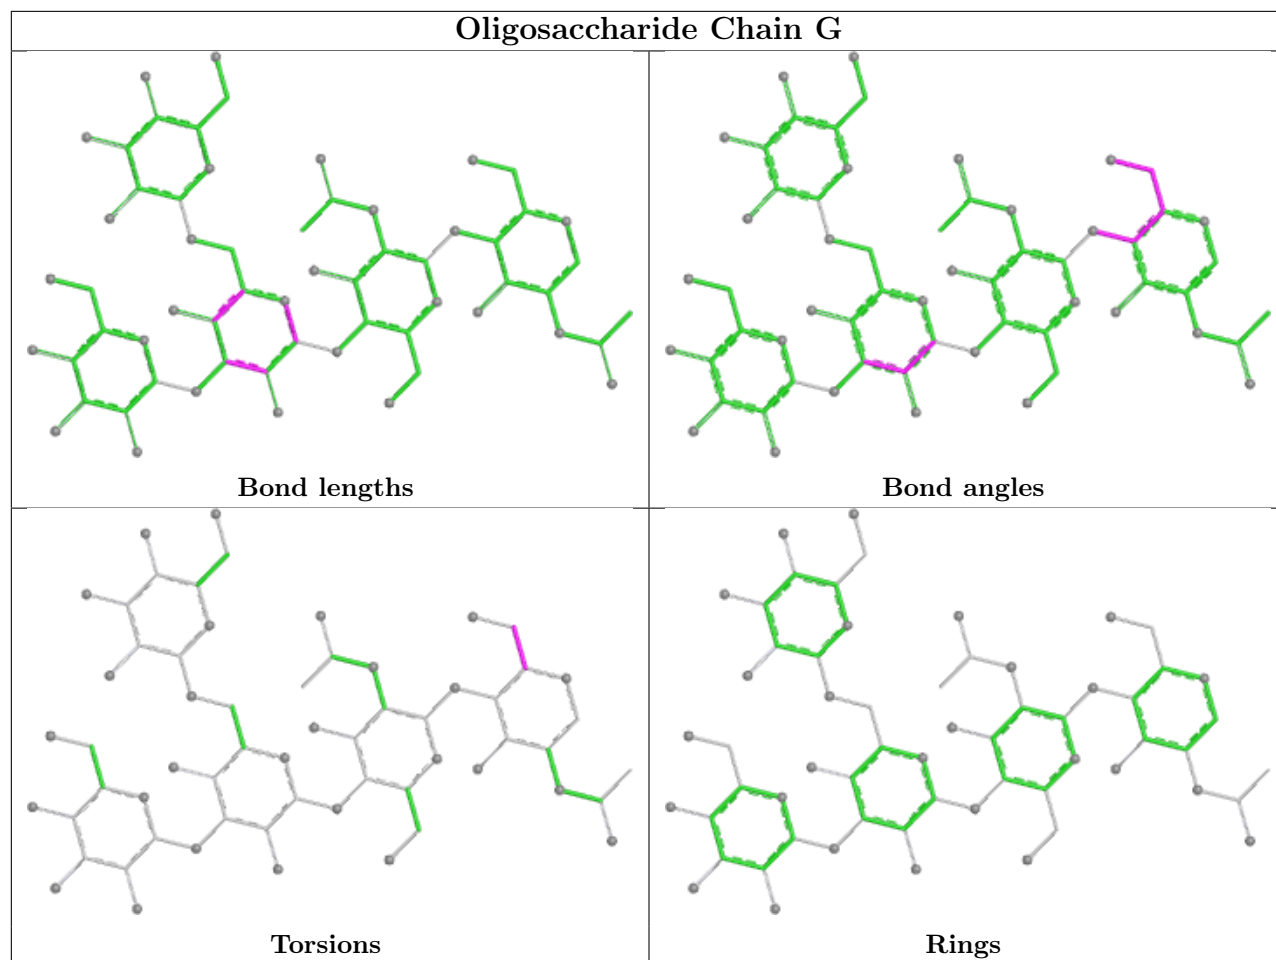 Oligosaccharide Chain G
Bond lengths
Bond angles
Torsions
Rings